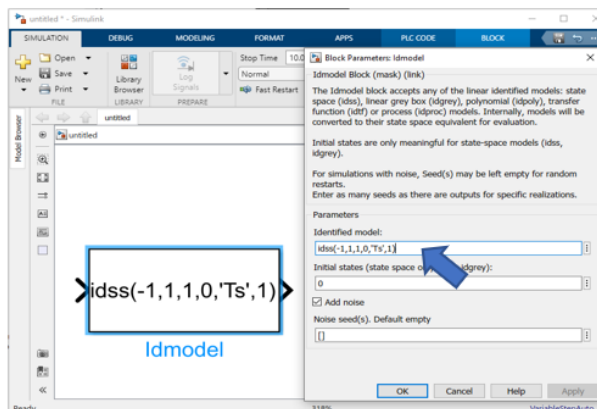 untitled * - Simulink
SIMULATION DEBUG MODELING FORMAT APPS PLC CODE BLOCK
New
Open
Save
Print
FILE
Library
Browser
LIBRARY
Log
Signals
PREPARE
Stop Time 10.0
Normal
Fast Restart
Model Browser
untitled
untitled
idss(-1,1,1,0,'Ts',1)
Idmodel
Ready
318%
VariableStepAuto
Block Parameters: Idmodel
Idmodel Block (mask) (link)
The Idmodel block accepts any of the linear identified models: state
space (idss), linear grey box (idgrey), polynomial (idpoly), transfer
function (idtf) or process (idproc) models. Internally, models will be
converted to their state space equivalent for evaluation.
Initial states are only meaningful for state-space models (idss,
idgrey).
For simulations with noise, Seed(s) may be left empty for random
restarts.
Enter as many seeds as there are outputs for specific realizations.
Parameters
Identified model:
idss(-1,1,1,0,'Ts',1)
Initial states (state space only: idgrey):
0
Add noise
Noise seed(s). Default empty
[]
OK Cancel Help Apply